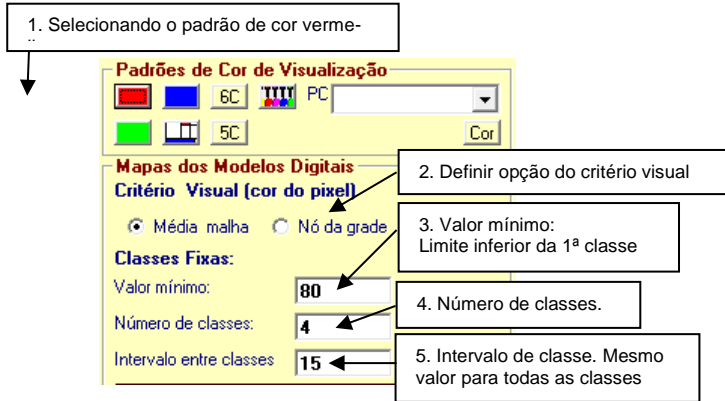 1. Selecionando o padrão de cor verme-
Padrões de Cor de Visualização
6C
PC
5C
Cor
Mapas dos Modelos Digitais
2. Definir opção do critério visual
Critério Visual (cor do pixel)
Média malha
Nó da grade
3. Valor mínimo:
Limite inferior da 1ª classe
Classes Fixas:
Valor mínimo:
80
4. Número de classes.
Número de classes:
4
Intervalo entre classes
15
5. Intervalo de classe. Mesmo
valor para todas as classes